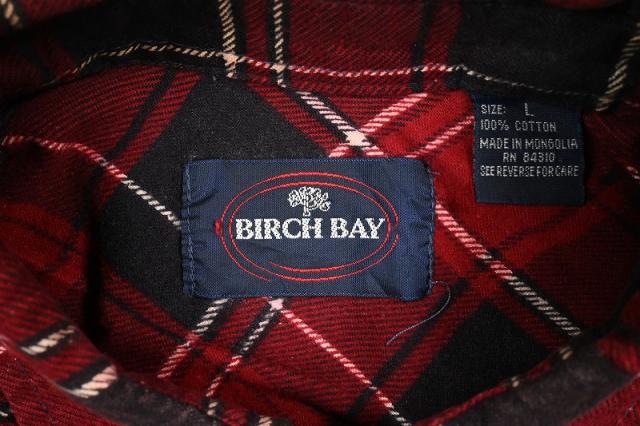 BIRCH BAY
SIZE: L
100% COTTON
MADE IN MONGOLIA
RN 84310
SEE REVERSE FOR CARE